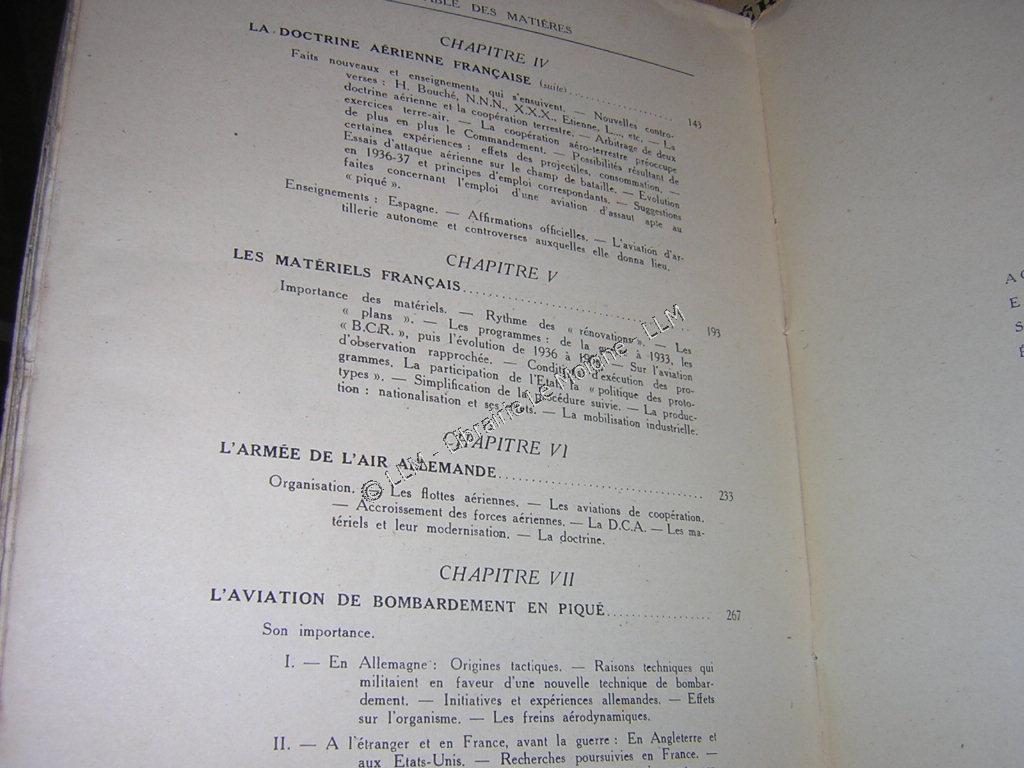 TABLE DES MATIÈRES
CHAPITRE IV
LA DOCTRINE AÉRIENNE FRANÇAISE (suite) 143
Faits nouveaux et enseignements qui s'ensuivent. — Nouvelles contro-
verses : H. Bouché, N.N.N., X.X.X., Etienne, L..., etc. — La
doctrine aérienne et la coopération terrestre. — Arbitrage de deux
exercices terre-air. — La coopération aéro-terrestre préoccupe
de plus en plus le Commandement. — Possibilités résultant de
certaines expériences : effets des projectiles, consommation. —
Essais d'attaque aérienne sur le champ de bataille. — Evolution
en 1936-37 et principes d'emploi correspondants. — Suggestions
faites concernant l'emploi d'une aviation d'assaut apte au
« piqué ».
Enseignements : Espagne. — Affirmations officielles. — L'aviation d'ar-
tillerie autonome et controverses auxquelles elle donna lieu.
CHAPITRE V
LES MATÉRIELS FRANÇAIS 193
Importance des matériels. — Rythme des « rénovations ». — Les
« plans ». — Les programmes : de la à 1933, les
« B.C.R. », puis l'évolution de 1936 à — Sur l'aviation
d'observation rapprochée. — Conditions d'exécution des pro-
grammes. La participation de l'Etat, la « politique des proto-
types ». — Simplification de la procédure suivie. — La produc-
tion : nationalisation et ses — La mobilisation industrielle.
CHAPITRE VI
L'ARMÉE DE L'AIR ALLEMANDE 233
Organisation. — Les flottes aériennes. — Les aviations de coopération.
— Accroissement des forces aériennes. — La D.C.A. — Les ma-
tériels et leur modernisation. — La doctrine.
CHAPITRE VII
L'AVIATION DE BOMBARDEMENT EN PIQUÉ 267
Son importance.
I. — En Allemagne : Origines tactiques. — Raisons techniques qui
militaient en faveur d'une nouvelle technique de bombar-
dement. — Initiatives et expériences allemandes. — Effets
sur l'organisme. — Les freins aérodynamiques.
II. — A l'étranger et en France, avant la guerre : En Angleterre et
aux Etats-Unis. — Recherches poursuivies en France. —
© LLM - Librairie Le Moigne - LLM